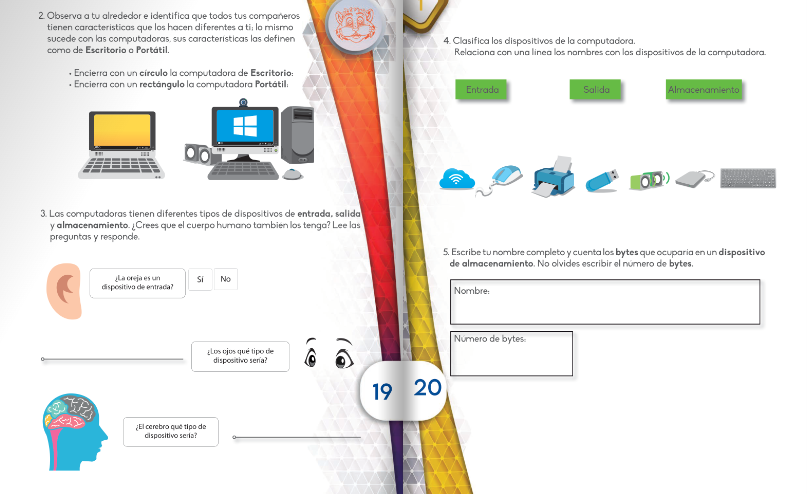 2. Observa a tu alrededor e identifica que todos tus compañeros
tienen características que los hacen diferentes a ti; lo mismo
sucede con las computadoras, sus características las definen
como de Escritorio o Portátil.
• Encierra con un círculo la computadora de Escritorio:
• Encierra con un rectángulo la computadora Portátil:
3. Las computadoras tienen diferentes tipos de dispositivos de entrada, salida
y almacenamiento. ¿Crees que el cuerpo humano tambien los tenga? Lee las
preguntas y responde.
¿La oreja es un
dispositivo de entrada?
Sí
No
¿Los ojos qué tipo de
dispositivo sería?
¿El cerebro qué tipo de
dispositivo sería?
19
4. Clasifica los dispositivos de la computadora.
Relaciona con una linea los nombres con los dispositivos de la computadora.
Entrada
Salida
Almacenamiento
5. Escribe tu nombre completo y cuenta los bytes que ocuparia en un dispositivo
de almacenamiento. No olvides escribir el número de bytes.
Nombre:
Número de bytes:
20